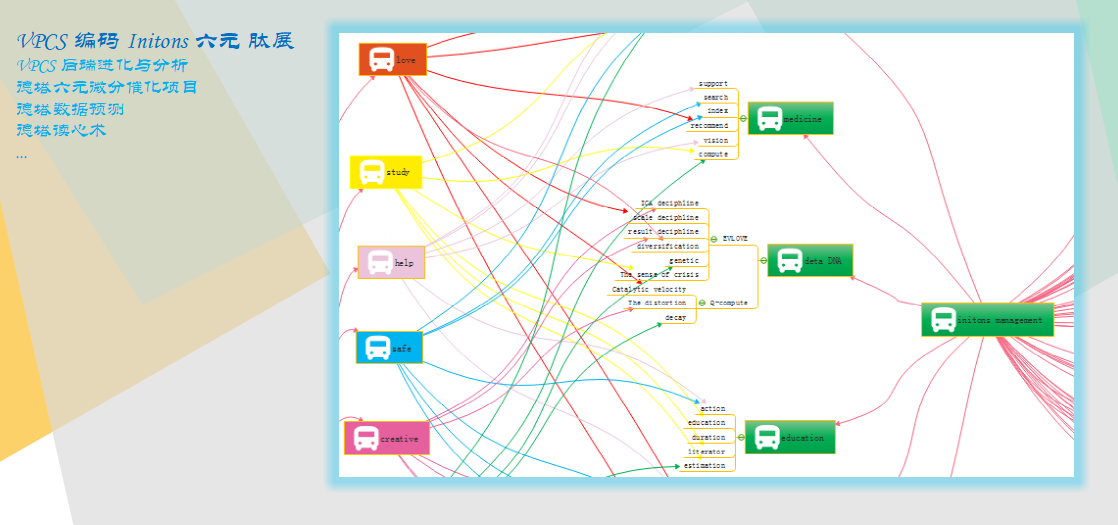 VPCS 编码 Initons 六元 肽展
VPCS 后端进化与分析
德塔六元微分催化项目
德塔数据预测
德塔读心术
...
love
study
help
safe
creative
support
search
index
recommend
vision
compute
medicine
ICA deciphline
scale deciphline
result deciphline
diversification
genetic
The sense of crisis
EVLOVE
Catalytic velocity
The distortion
decay
Q-compute
deta DNA
initons management
action
education
duration
literator
estimation
education